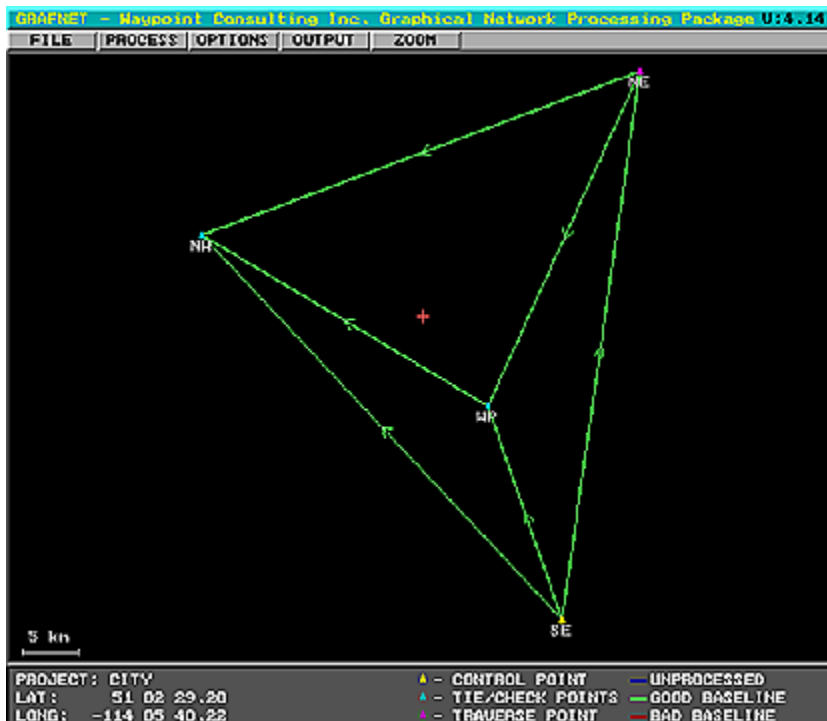 GRAFNET - Waypoint Consulting Inc. Graphical Network Processing Package V:4.14
FILE PROCESS OPTIONS OUTPUT ZOOM
NE
NW
WP
SE
5 km
PROJECT: CITY
LAT: 51 02 29.20
LONG: -114 05 40.22
▲ - CONTROL POINT
▲ - TIE/CHECK POINTS
▲ - TRAVERSE POINT
UNPROCESSED
GOOD BASELINE
BAD BASELINE